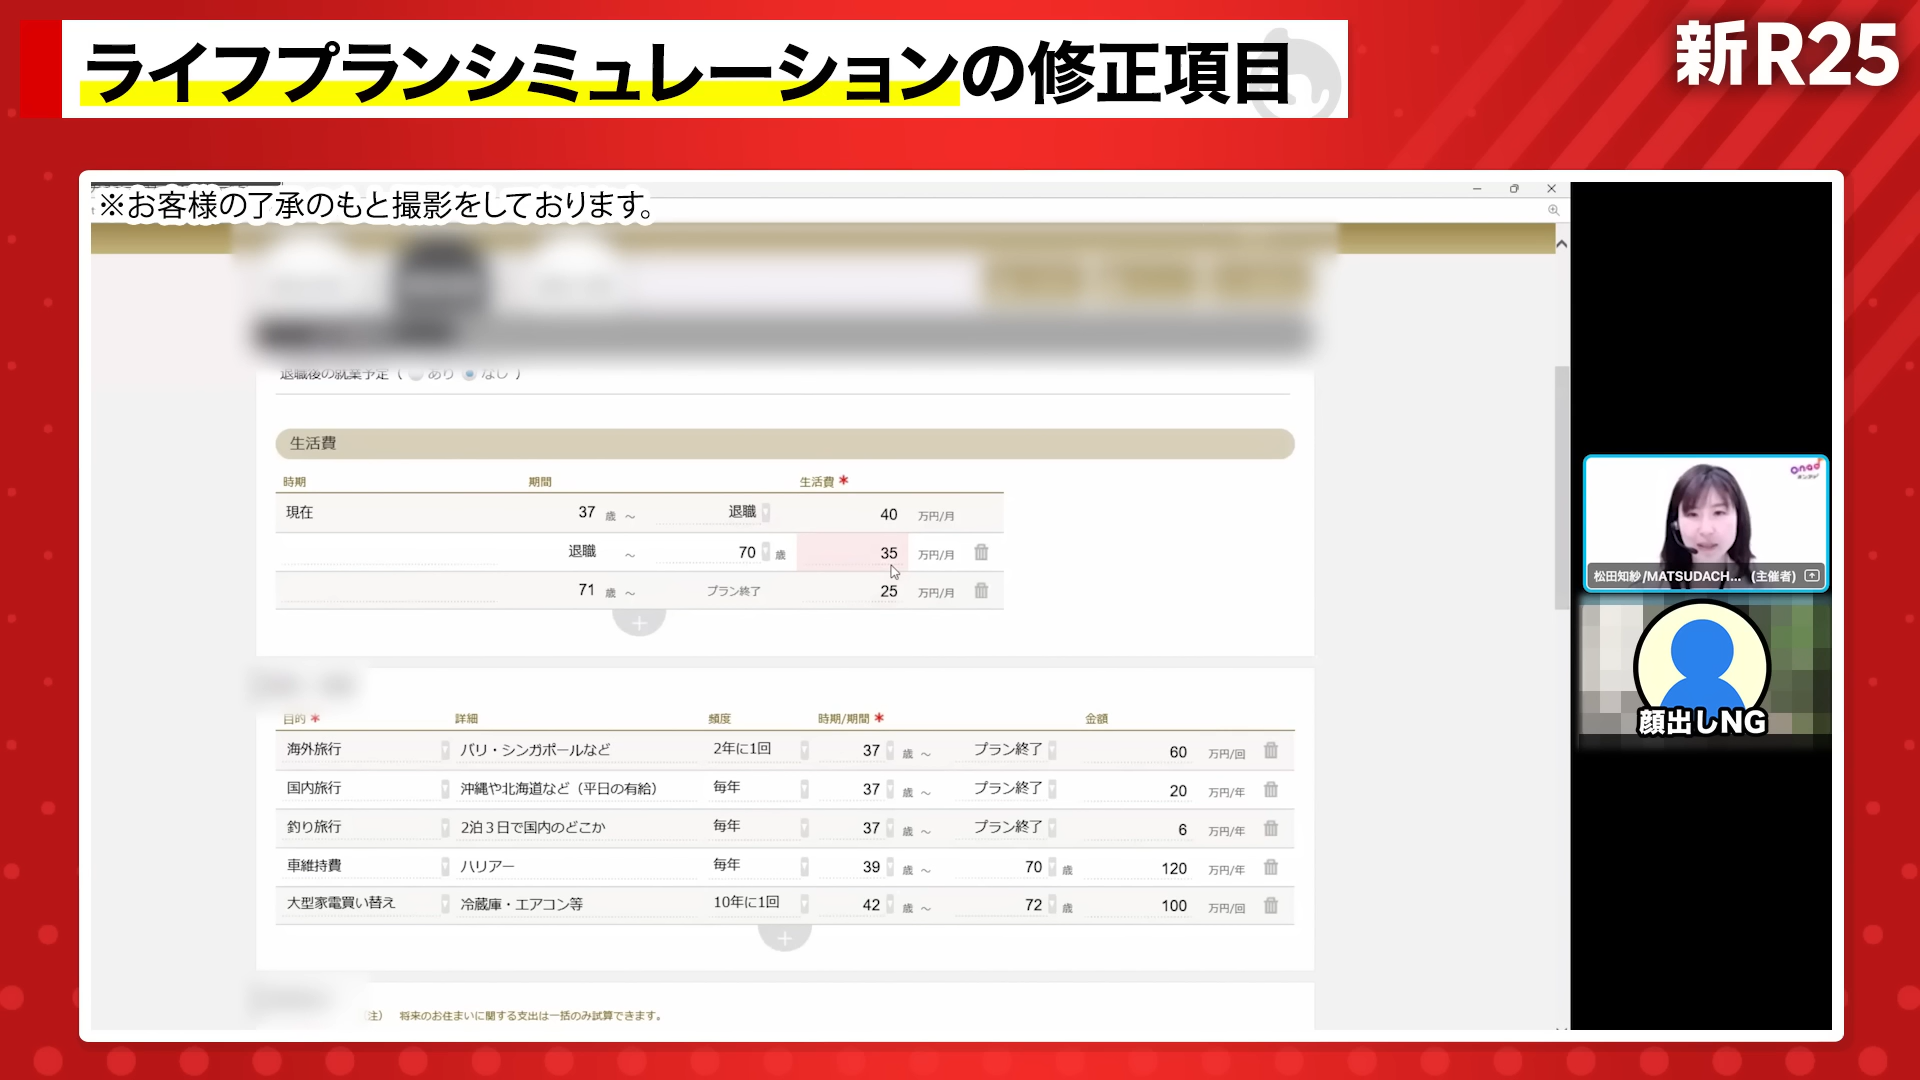 ライフプランシミュレーションの修正項目
新R25
※お客様の了承のもと撮影をしております。
退職後の就業予定（ あり なし ）
生活費
時期 期間 生活費 *
現在 37 歳 ～ 退職 40 万円/月
退職 ～ 70 歳 35 万円/月
71 歳 ～ プラン終了 25 万円/月
+
目的 * 詳細 頻度 時期/期間 * 金額
海外旅行 バリ・シンガポールなど 2年に1回 37 歳 ～ プラン終了 60 万円/回
国内旅行 沖縄や北海道など（平日の有給） 毎年 37 歳 ～ プラン終了 20 万円/年
釣り旅行 2泊３日で国内のどこか 毎年 37 歳 ～ プラン終了 6 万円/年
車維持費 ハリアー 毎年 39 歳 ～ 70 歳 120 万円/年
大型家電買い替え 冷蔵庫・エアコン等 10年に1回 42 歳 ～ 72 歳 100 万円/回
+
注） 将来のお住まいに関する支出は一括のみ試算できます。
onad
オンアド
松田知紗/MATSUDACH... (主催者)
顔出しNG